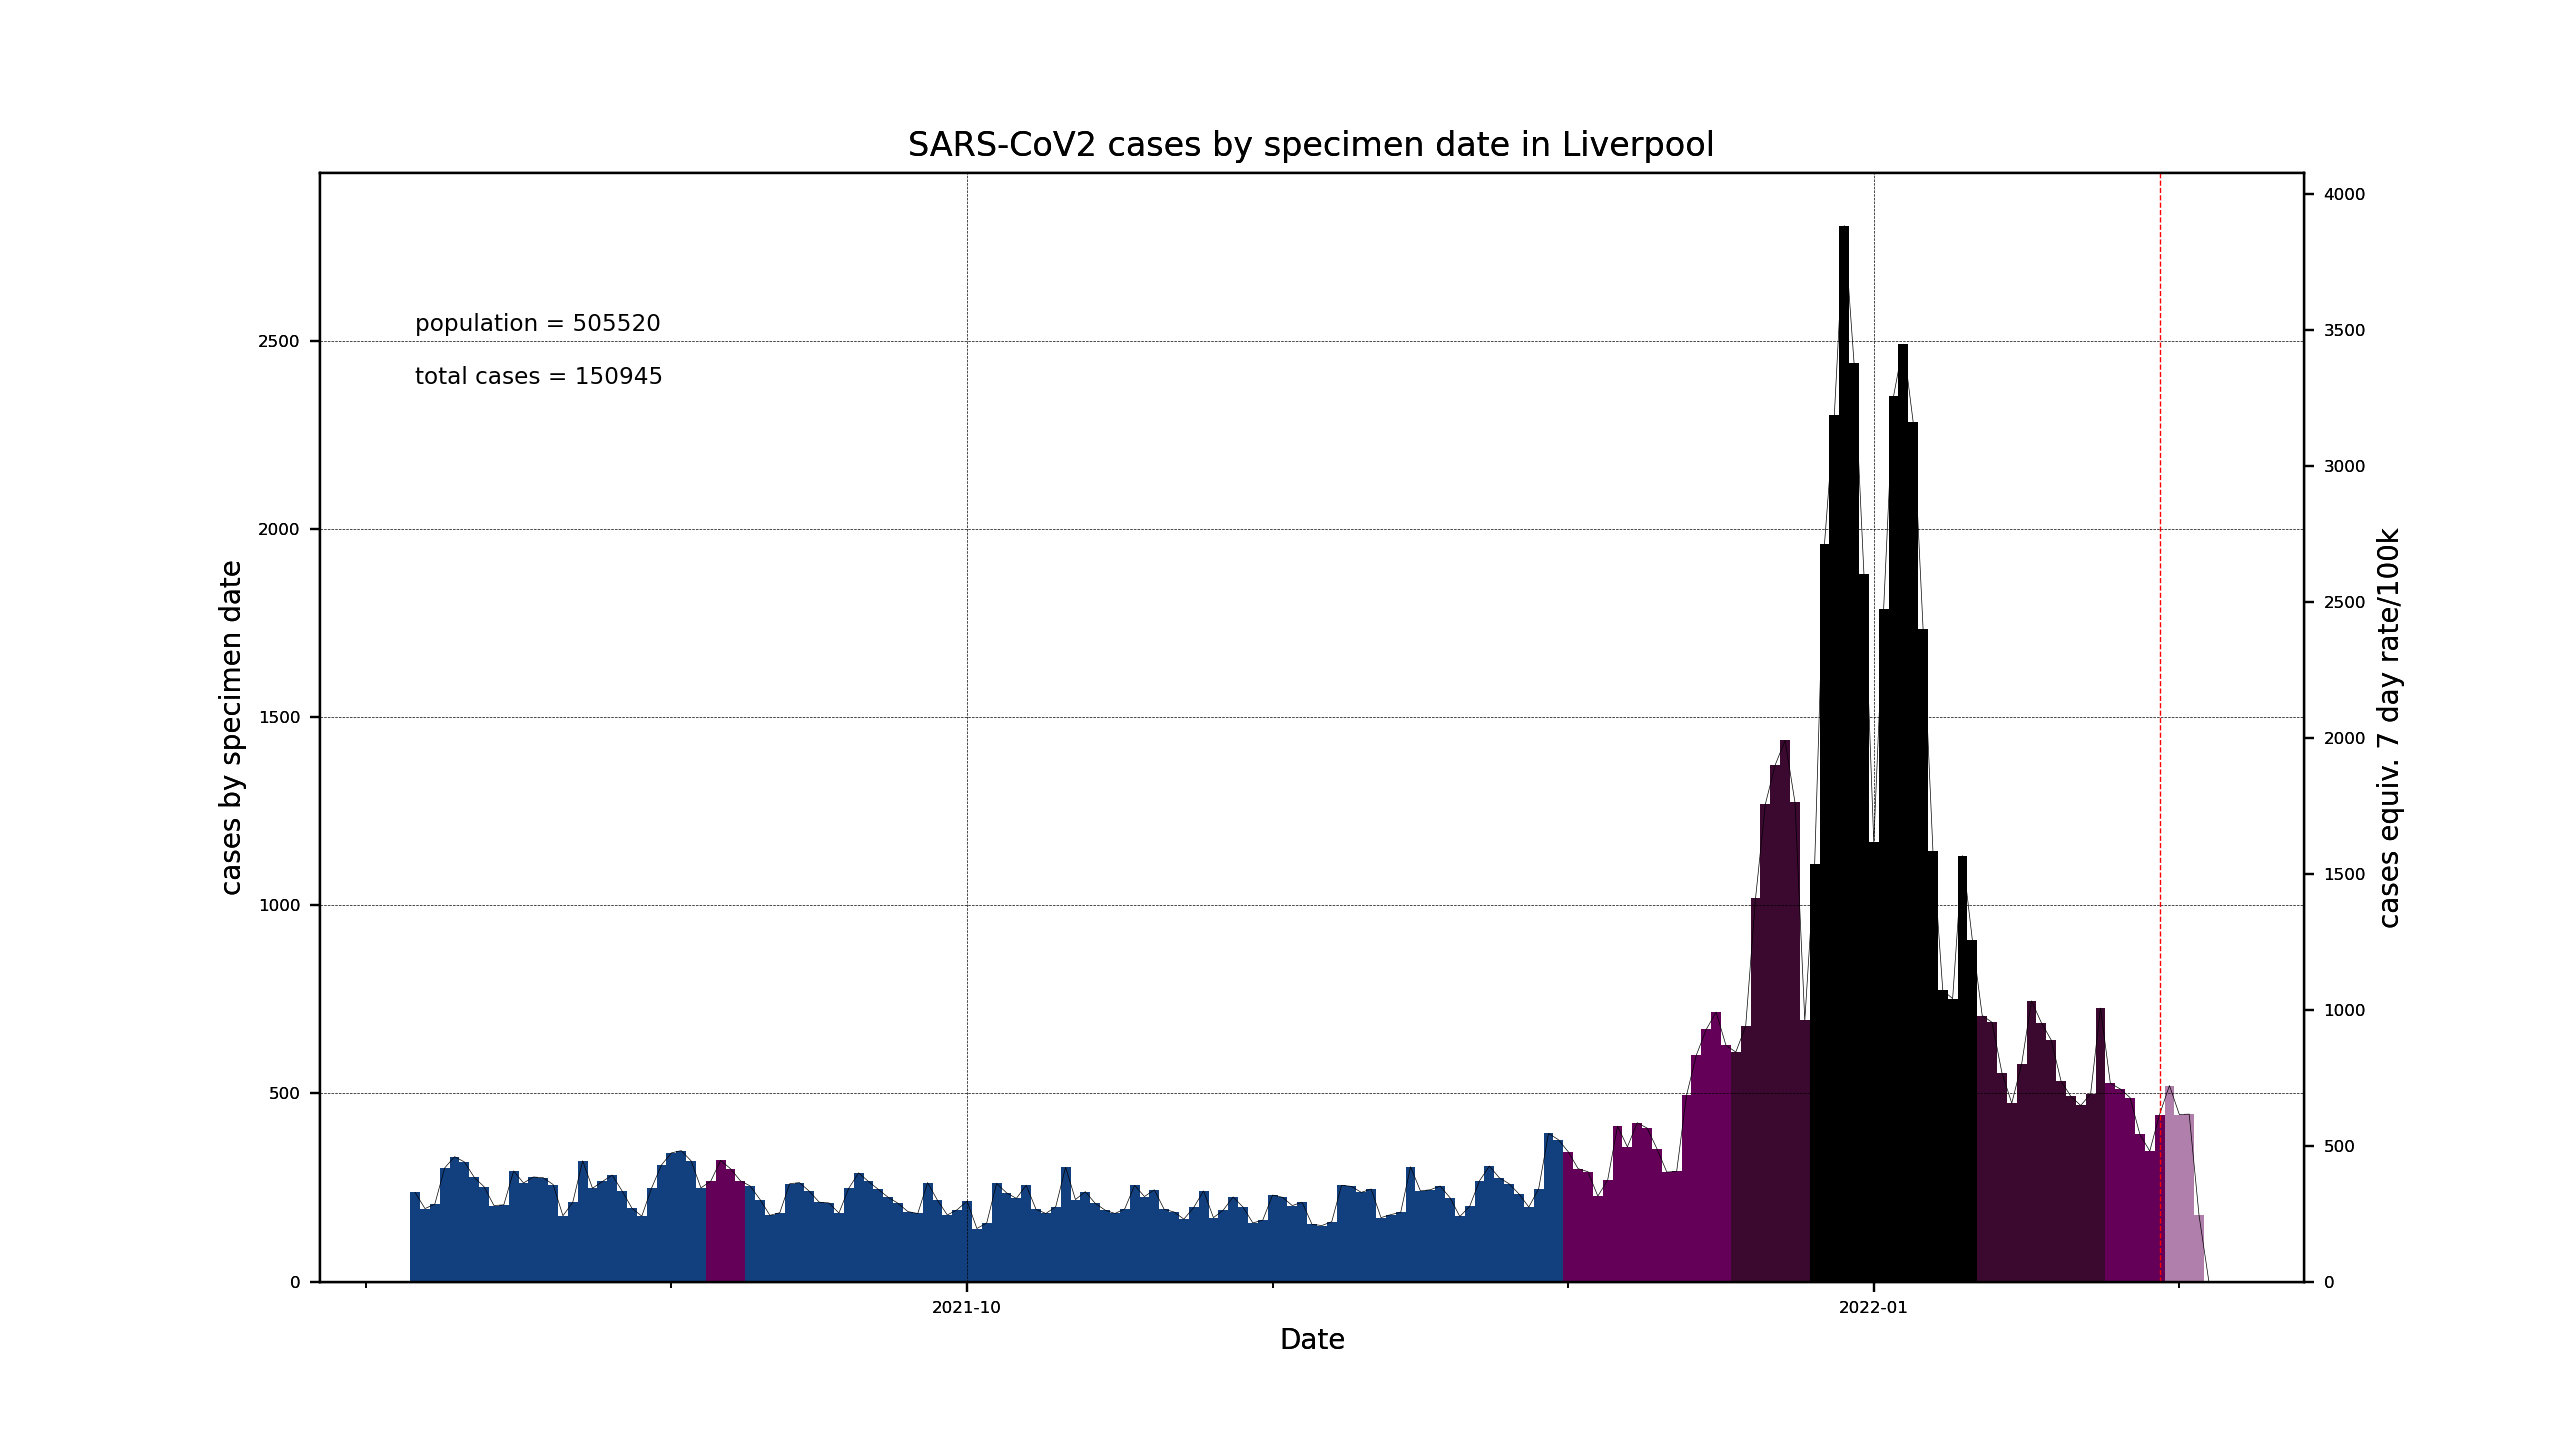 SARS-CoV2 cases by specimen date in Liverpool
population = 505520
total cases = 150945
cases by specimen date
2500
2000
1500
1000
500
0
4000
3500
3000
2500
2000
1500
1000
500
0
cases equiv. 7 day rate/100k
2021-10
2022-01
Date